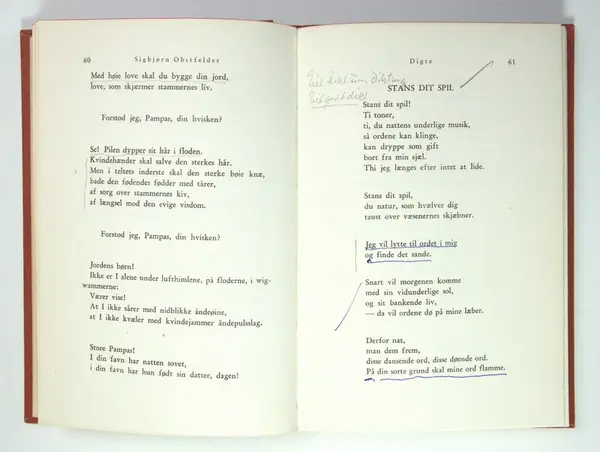 60
Sigbjørn Obstfelder
Med høie love skal du bygge din jord,
love, som skjærmer stammernes liv.
Forstod jeg, Pampas, din hvisken?
Se! Pilen dypper sit hår i floden.
Kvindehænder skal salve den sterkes hår.
Men i teltets inderste skal den sterke bøie knæ,
bade den fødendes fødder med tårer,
af sorg over stammernes kiv,
af længsel mod den evige visdom.
Forstod jeg, Pampas, din hvisken?
Jordens børn!
Ikke er I alene under lufthimlene, på floderne, i wig-
wammerne:
Værer vise!
At I ikke sårer med nidblikke åndeøine,
at I ikke kvæler med kvindejammer åndepulsslag.
Store Pampas!
I din favn har natten sovet,
i din favn har hun født sin datter, dagen!
Digte
61
STANS DIT SPIL
Stans dit spil!
Ti toner,
ti, du nattens underlige musik,
så ordene kan klinge,
kan dryppe som gift
bort fra min sjæl.
Thi jeg længes efter intet at lide.
Stans dit spil,
du natur, som hvælver dig
taust over væsenernes skjæbner.
Jeg vil lytte til ordet i mig
og finde det sande.
Snart vil morgenen komme
med sin vidunderlige sol,
og sit bankende liv,
— da vil ordene dø på mine læber.
Derfor nat,
man dem frem,
disse dansende ord, disse døende ord.
På din sorte grund skal mine ord flamme.